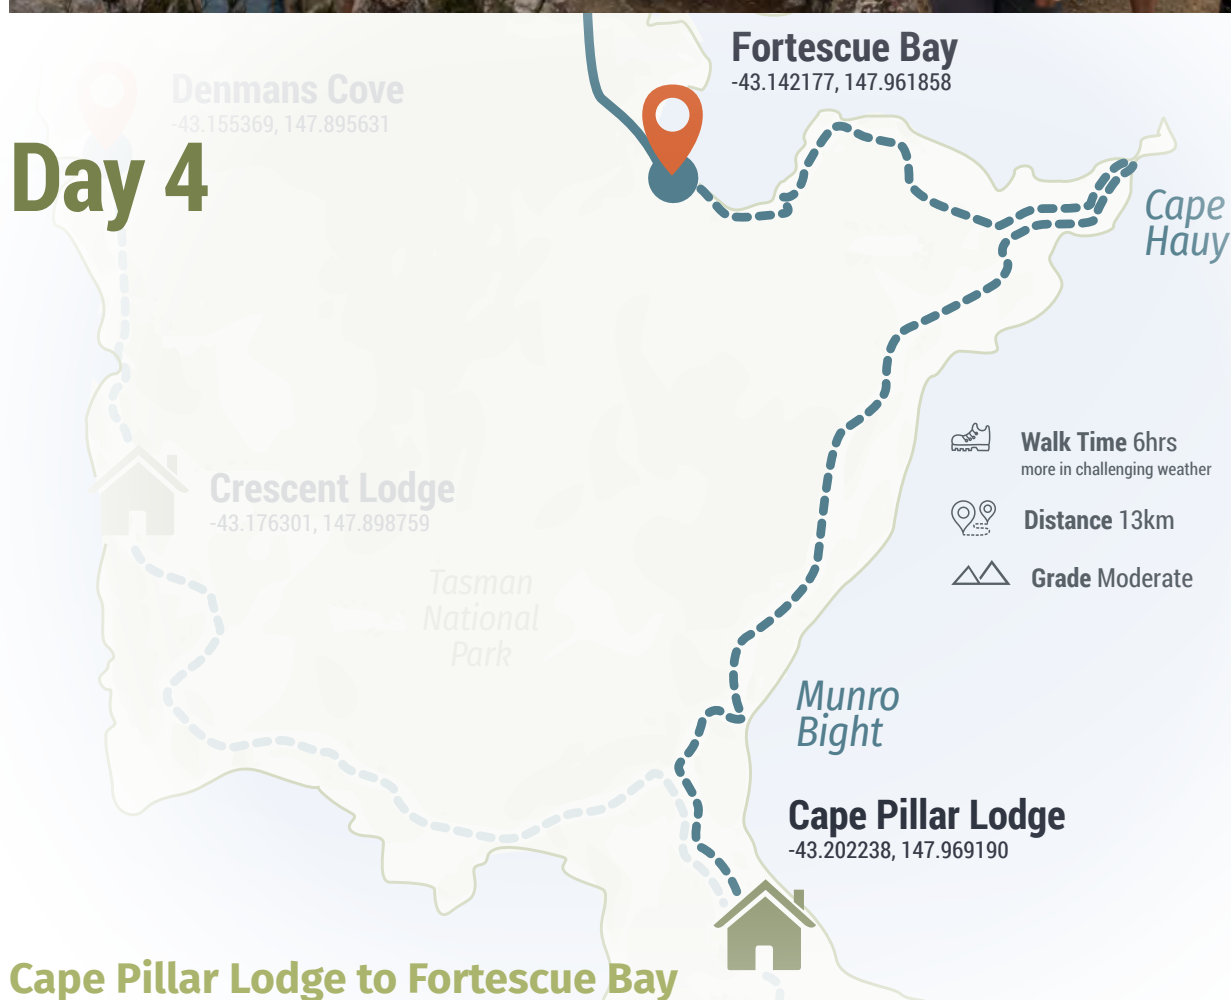 Fortescue Bay
-43.142177, 147.961858
Denmans Cove
-43.155369, 147.895631
Day 4
Cape
Hauy
Walk Time 6hrs
more in challenging weather
Distance 13km
Grade Moderate
Crescent Lodge
-43.176301, 147.898759
Tasman
National
Park
Munro
Bight
Cape Pillar Lodge
-43.202238, 147.969190
Cape Pillar Lodge to Fortescue Bay